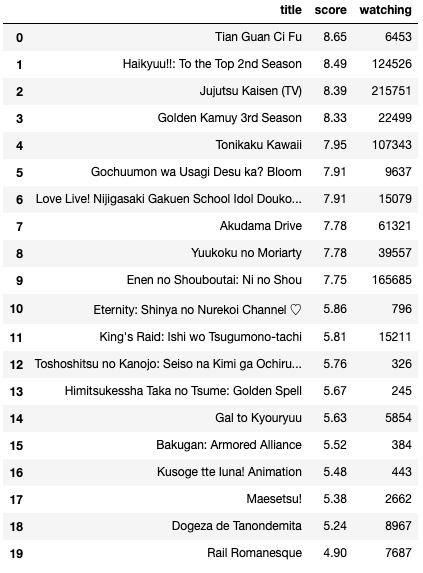 title score watching
0 Tian Guan Ci Fu 8.65 6453
1 Haikyuu!!: To the Top 2nd Season 8.49 124526
2 Jujutsu Kaisen (TV) 8.39 215751
3 Golden Kamuy 3rd Season 8.33 22499
4 Tonikaku Kawaii 7.95 107343
5 Gochuumon wa Usagi Desu ka? Bloom 7.91 9637
6 Love Live! Nijigasaki Gakuen School Idol Douko... 7.91 15079
7 Akudama Drive 7.78 61321
8 Yuukoku no Moriarty 7.78 39557
9 Enen no Shouboutai: Ni no Shou 7.75 165685
10 Eternity: Shinya no Nurekoi Channel ♡ 5.86 796
11 King's Raid: Ishi wo Tsugumono-tachi 5.81 15211
12 Toshoshitsu no Kanojo: Seiso na Kimi ga Ochiru... 5.76 326
13 Himitsukessha Taka no Tsume: Golden Spell 5.67 245
14 Gal to Kyouryuu 5.63 5854
15 Bakugan: Armored Alliance 5.52 384
16 Kusoge tte Iuna! Animation 5.48 443
17 Maesetsu! 5.38 2662
18 Dogeza de Tanondemita 5.24 8967
19 Rail Romanesque 4.90 7687